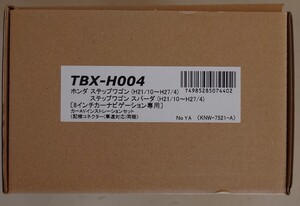 TBX-H004
ホンダ ステップワゴン (H21/10～H27/4)
ステップワゴン スパーダ (H21/10～H27/4)
[8インチカーナビゲーション専用]
カーAVインストレーションセット
(配線コネクター(車速対応)同梱)
7498528507440２
No YA (KNW-7521-A)